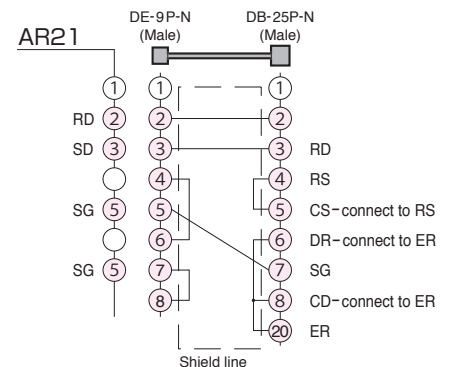 DE-9P-N DB-25P-N
(Male) (Male)
AR21
1 1 1
RD 2 2 2
SD 3 3 3 RD
4 4 RS
SG 5 5 5 CS-connect to RS
6 6 DR-connect to ER
SG 5 7 7 SG
8 8 CD-connect to ER
20 ER
Shield line